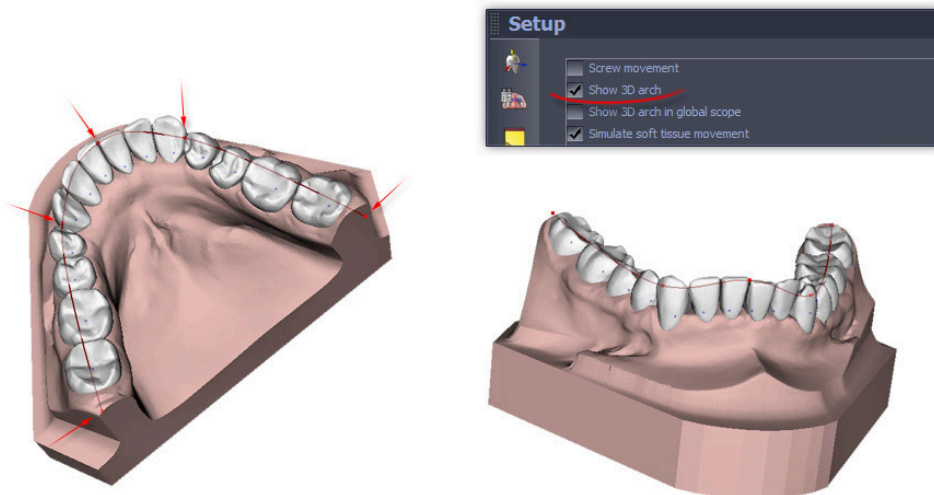 Setup
Screw movement
Show 3D arch
Show 3D arch in global scope
Simulate soft tissue movement